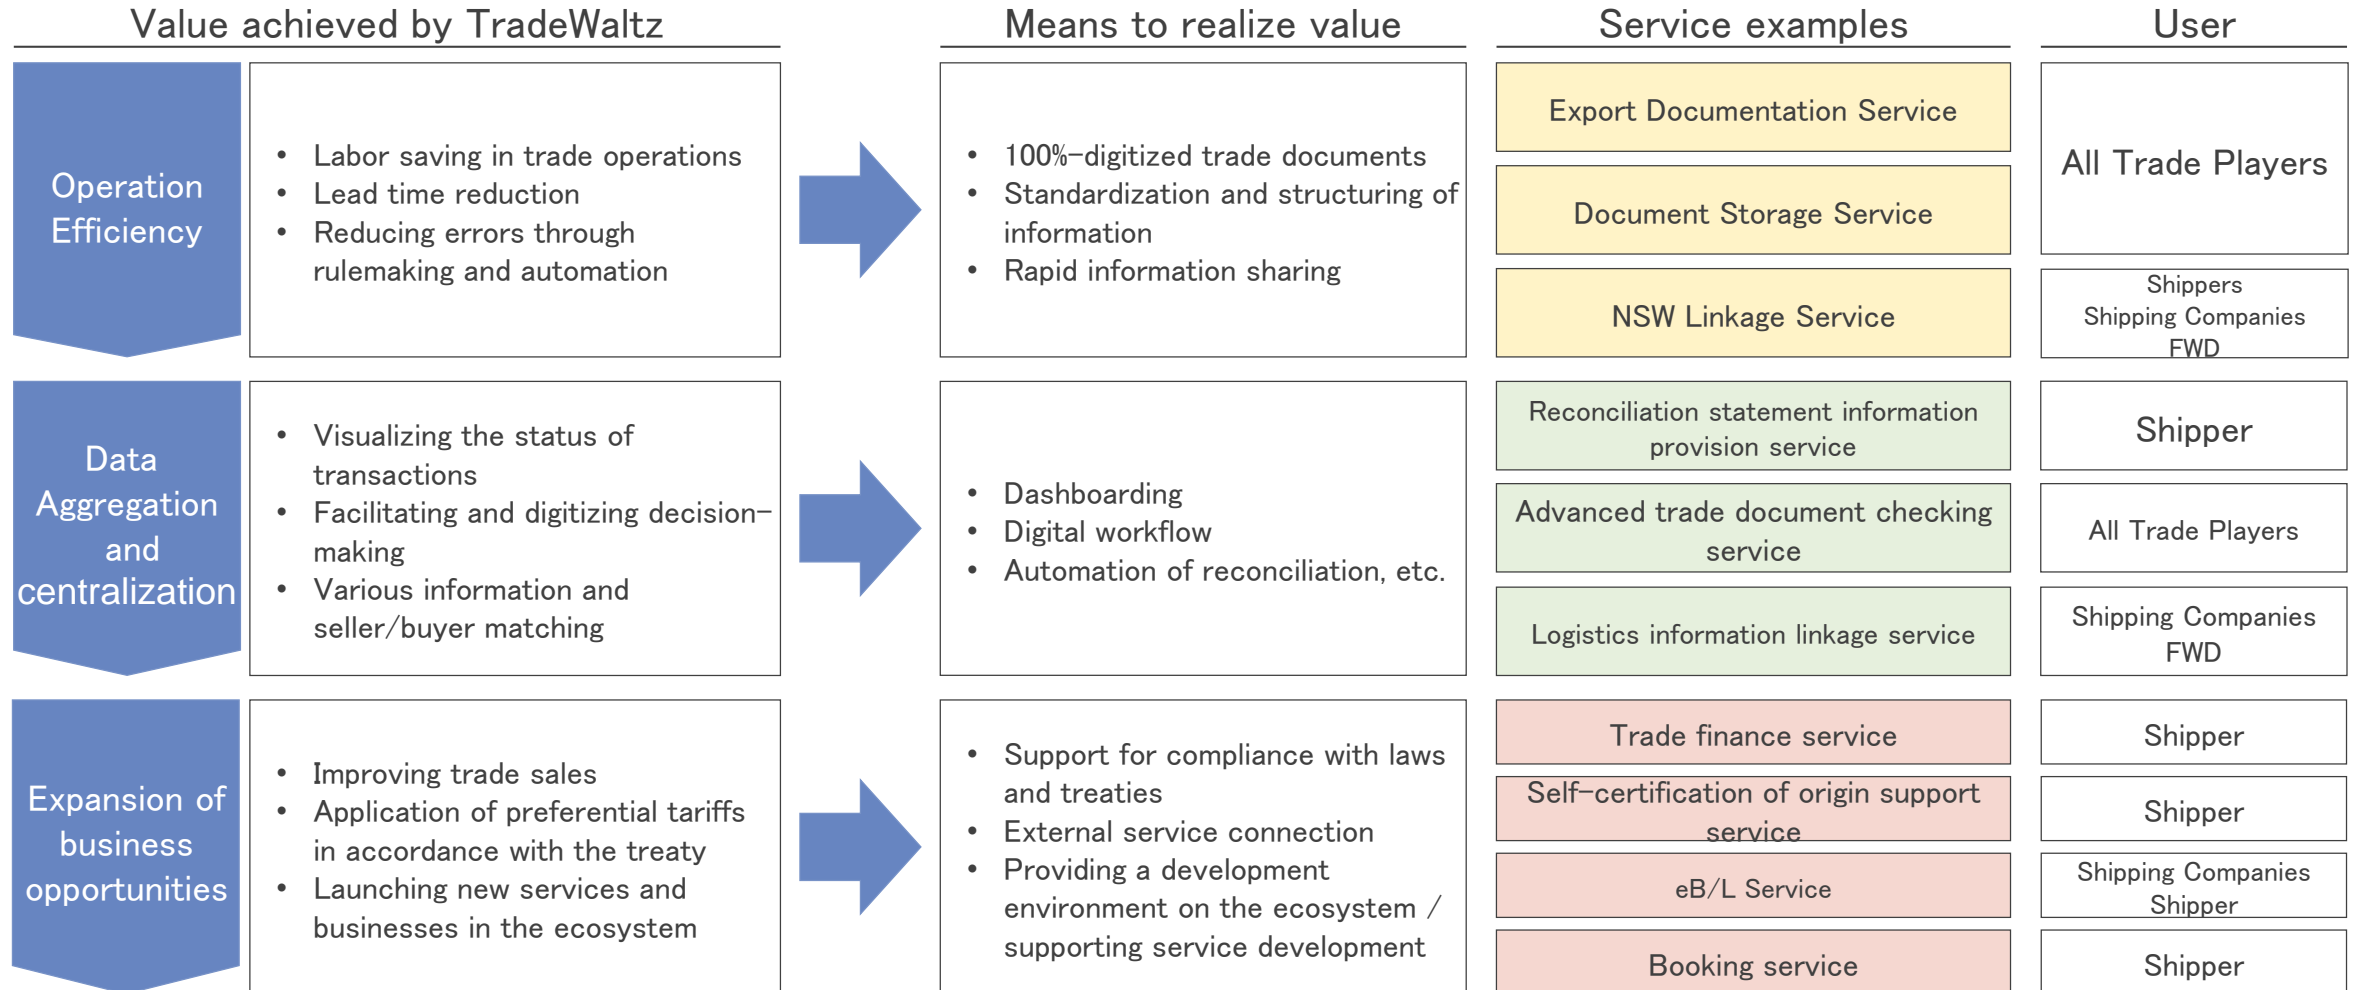 Value achieved by TradeWaltz
Means to realize value
Service examples
User
Operation
Efficiency
• Labor saving in trade operations
• Lead time reduction
• Reducing errors through
rulemaking and automation
• 100%-digitized trade documents
• Standardization and structuring of
information
• Rapid information sharing
Export Documentation Service
Document Storage Service
NSW Linkage Service
All Trade Players
Shippers
Shipping Companies
FWD
Data
Aggregation
and
centralization
• Visualizing the status of
transactions
• Facilitating and digitizing decision-
making
• Various information and
seller/buyer matching
• Dashboarding
• Digital workflow
• Automation of reconciliation, etc.
Reconciliation statement information
provision service
Shipper
Advanced trade document checking
service
All Trade Players
Logistics information linkage service
Shipping Companies
FWD
Expansion of
business
opportunities
• Improving trade sales
• Application of preferential tariffs
in accordance with the treaty
• Launching new services and
businesses in the ecosystem
• Support for compliance with laws
and treaties
• External service connection
• Providing a development
environment on the ecosystem /
supporting service development
Trade finance service
Shipper
Self-certification of origin support
service
Shipper
eB/L Service
Shipping Companies
Shipper
Booking service
Shipper